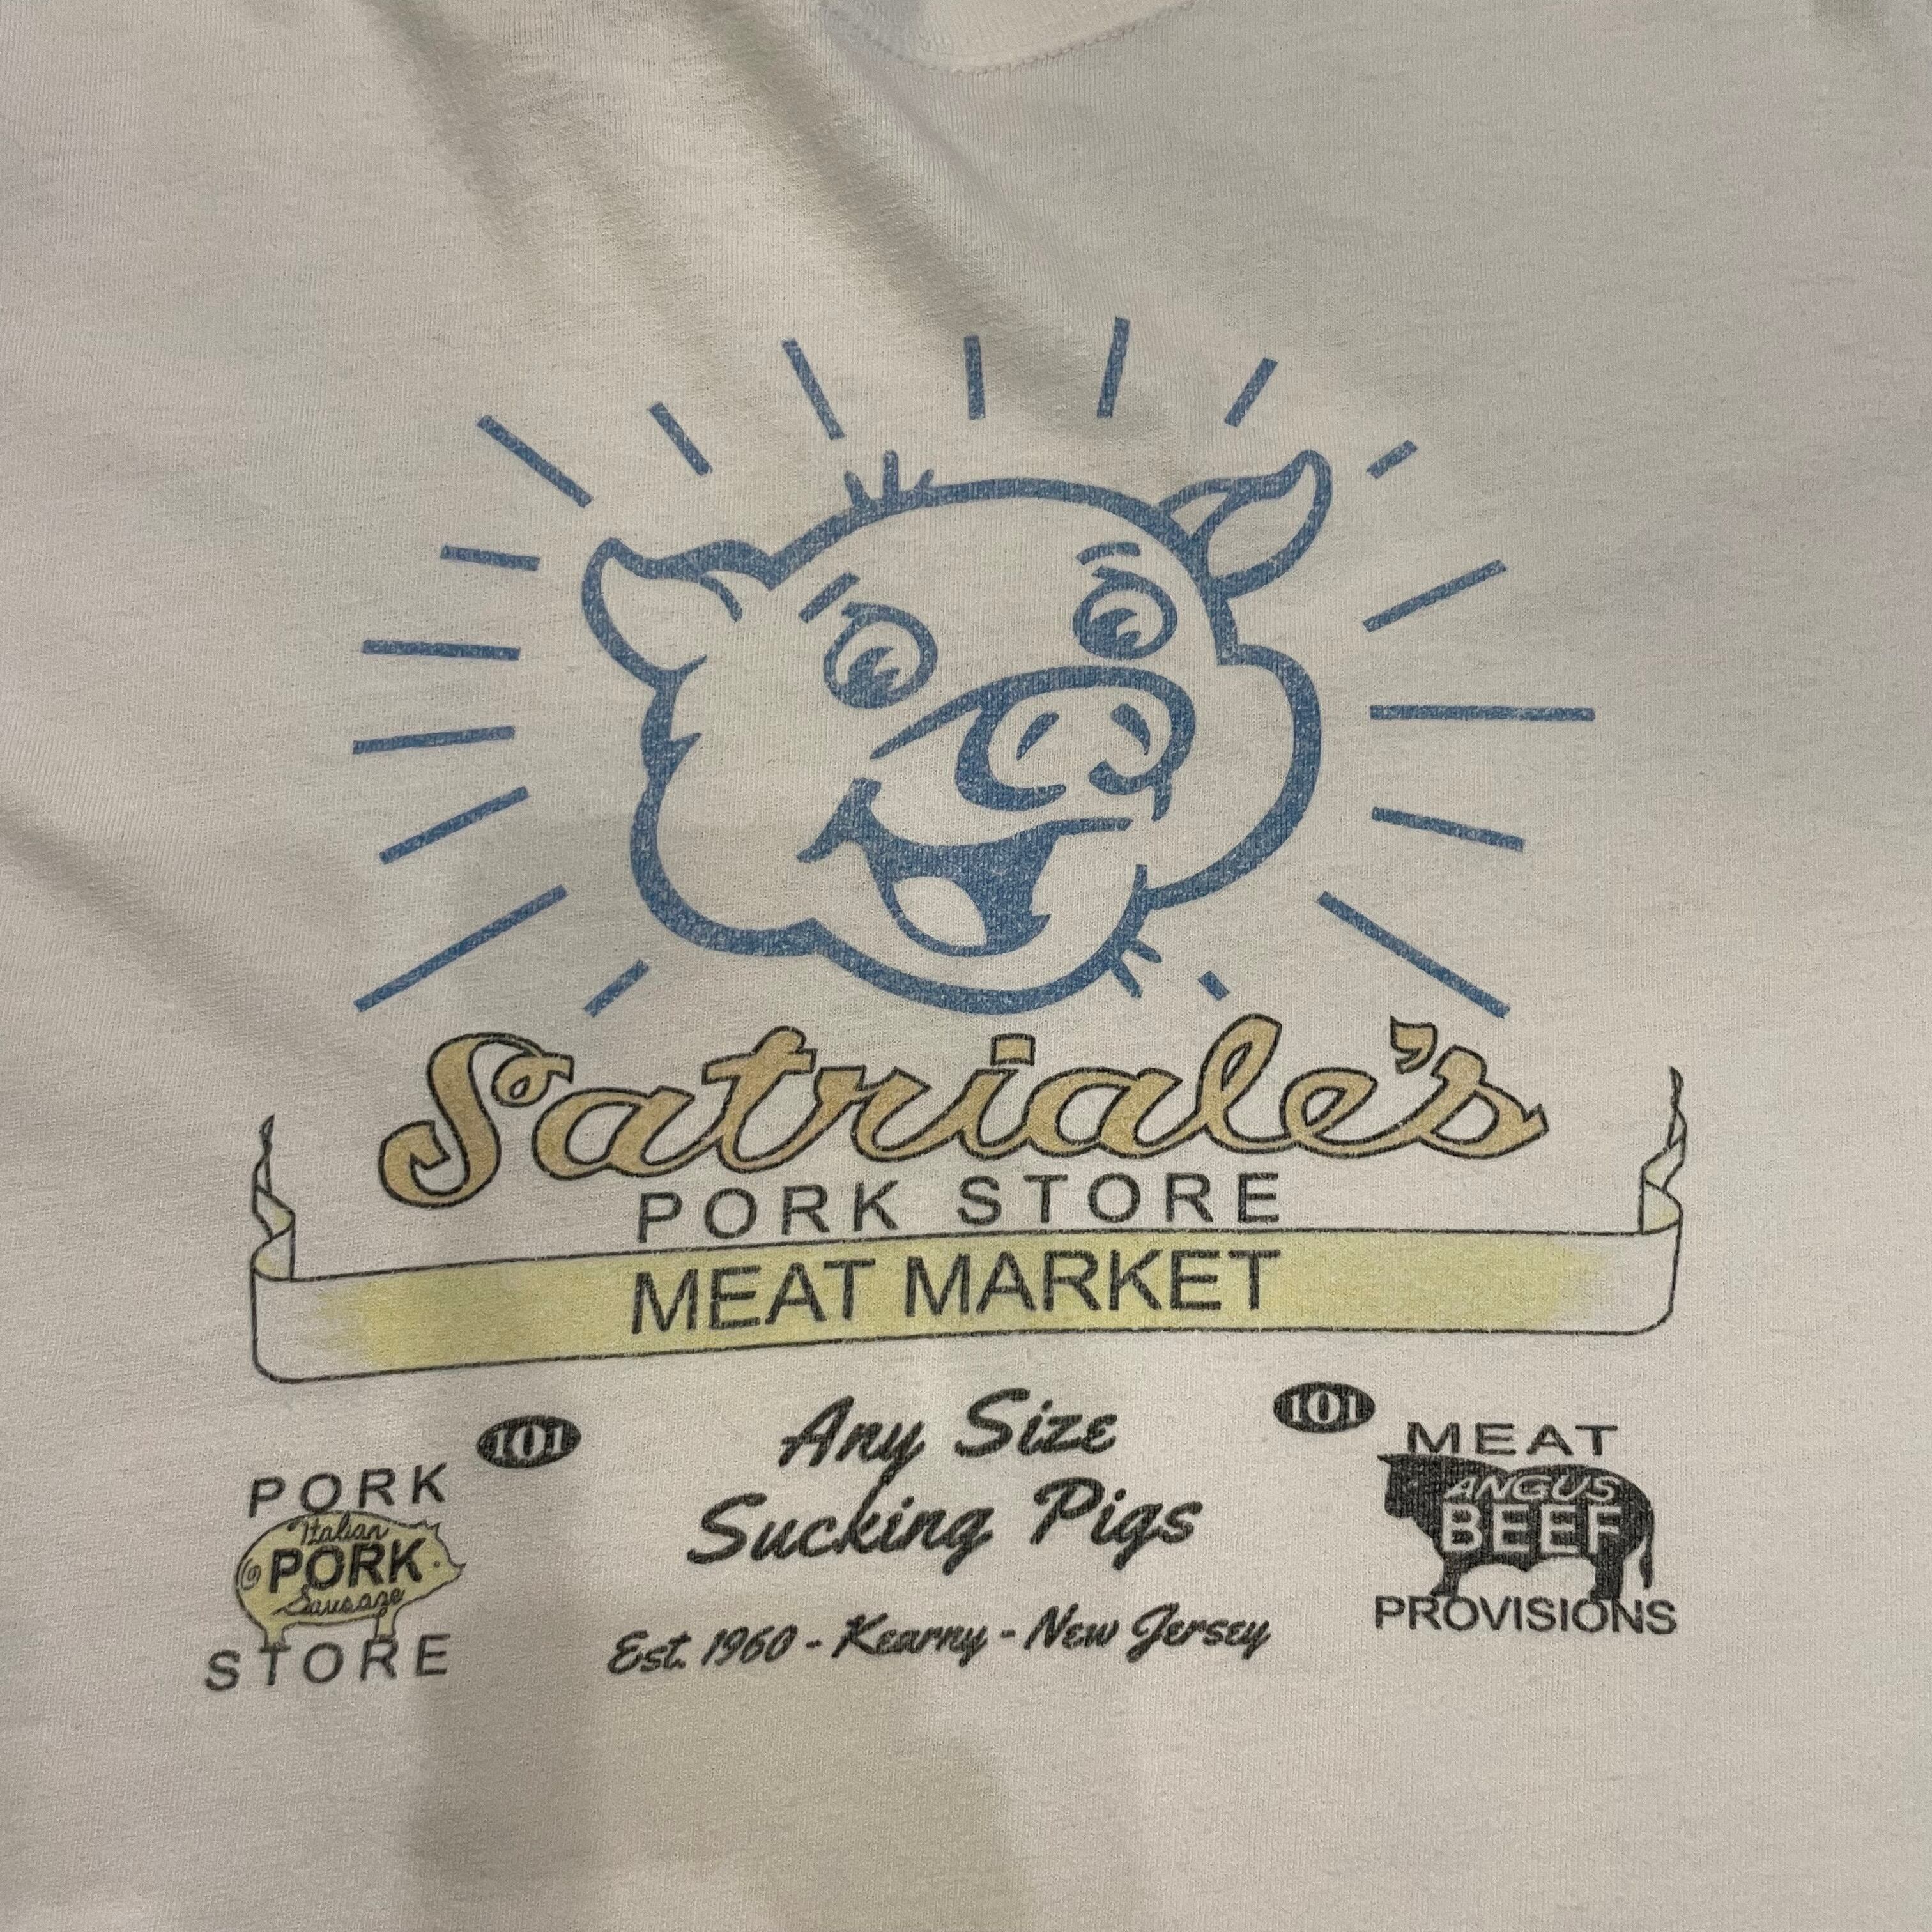 Satriale's
PORK STORE
MEAT MARKET
101
Any Size
Sucking Pigs
Est. 1960 - Kearny - New Jersey
PORK
Italian
PORK
Sausage
STORE
101
MEAT
ANGUS
BEEF
PROVISIONS